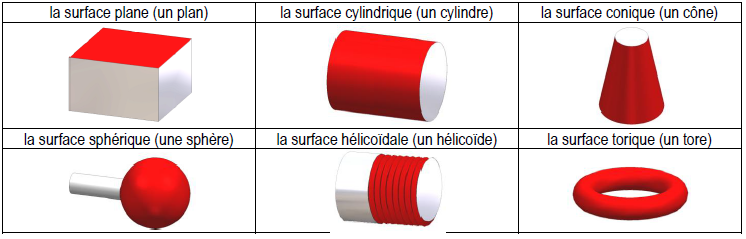 la surface plane (un plan)
la surface cylindrique (un cylindre)
la surface conique (un cône)
la surface sphérique (une sphère)
la surface hélicoïdale (un hélicoïde)
la surface torique (un tore)